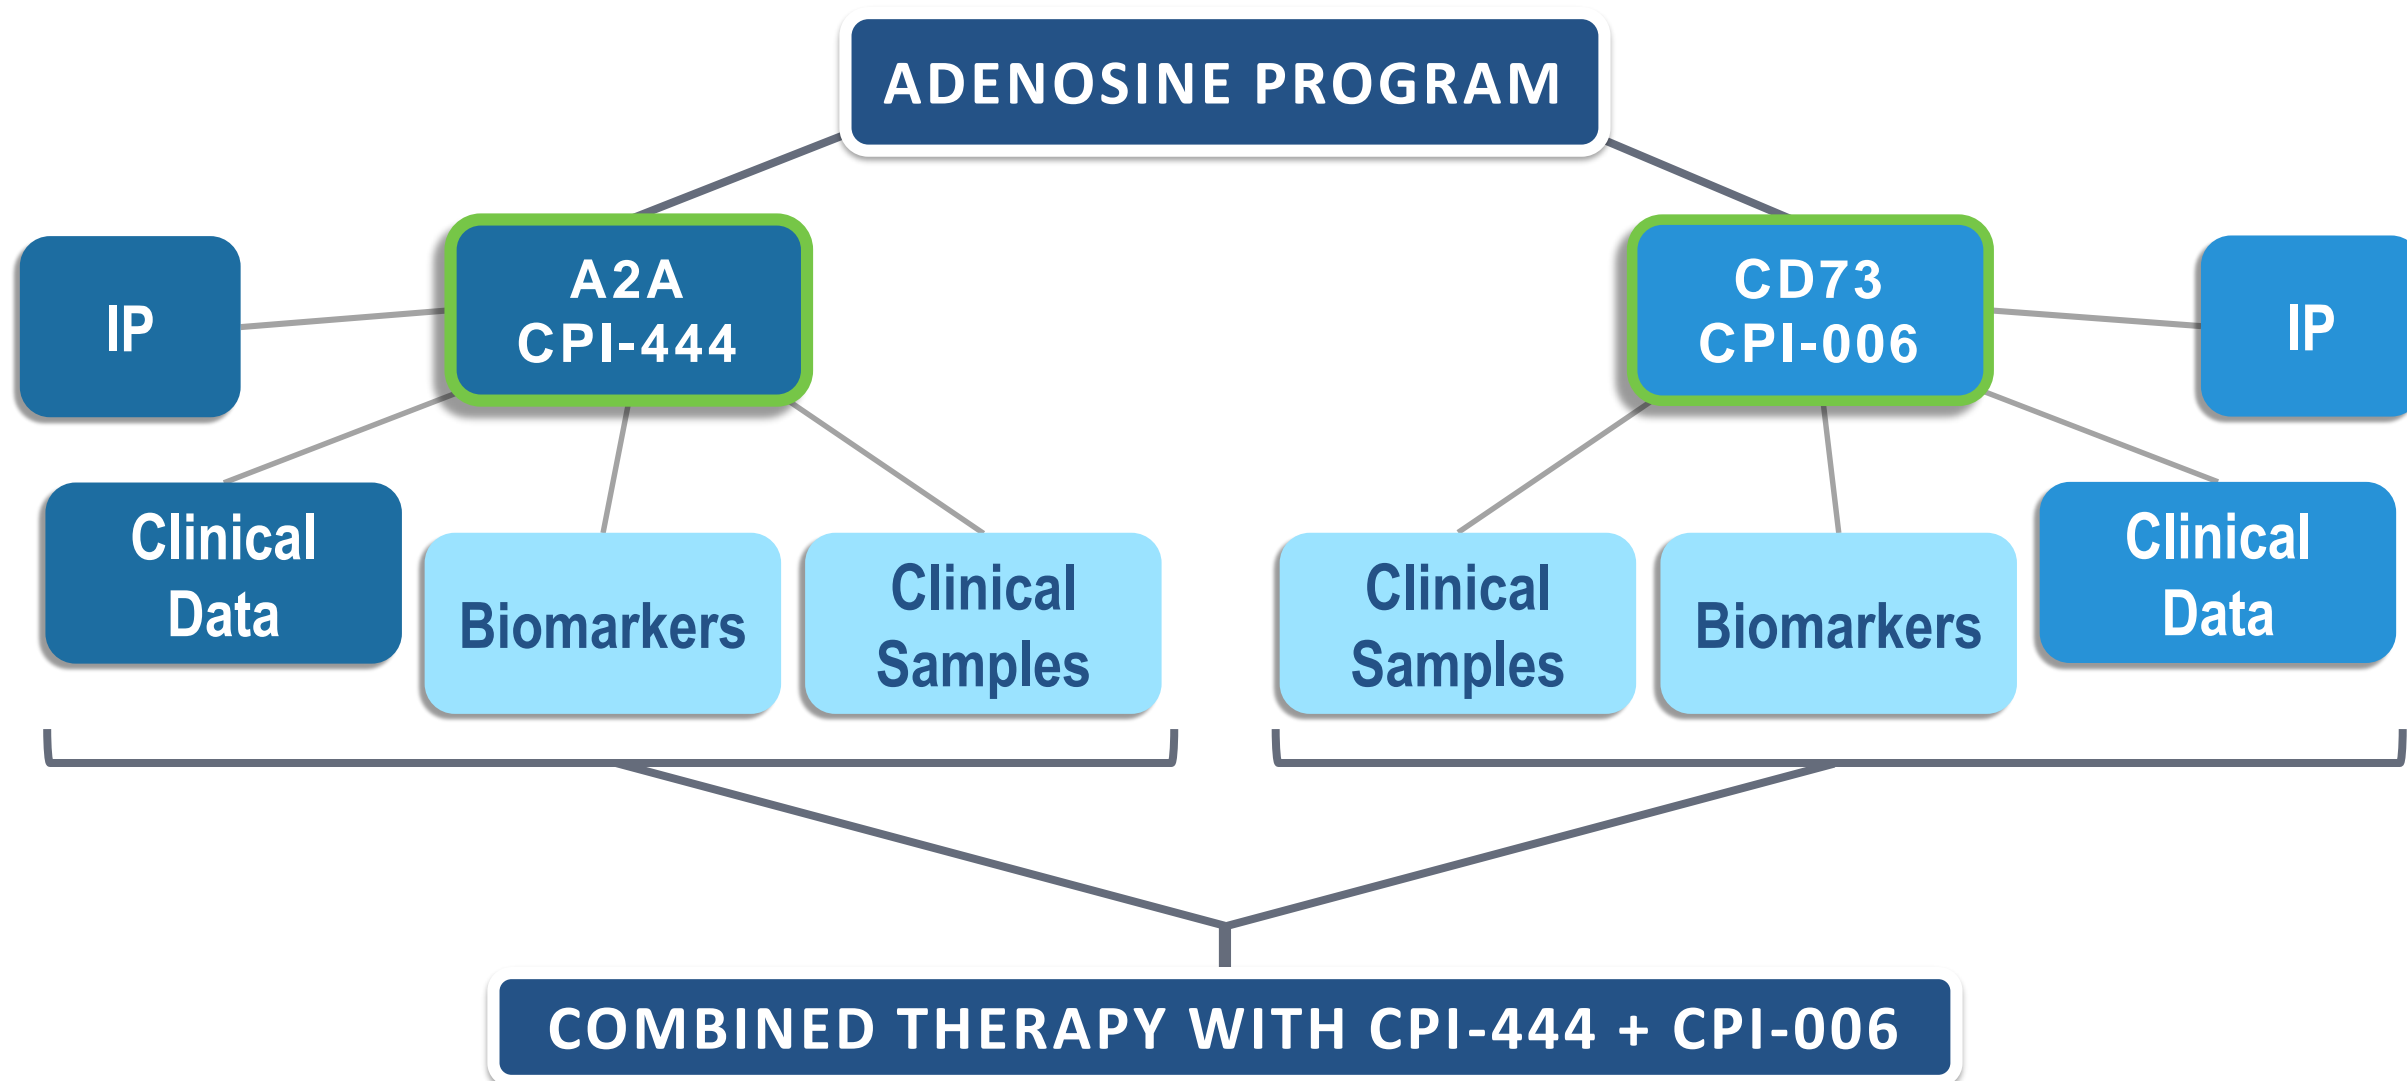 ADENOSINE PROGRAM
IP
A2A
CPI-444
CD73
CPI-006
IP
Clinical
Data
Biomarkers
Clinical
Samples
Clinical
Samples
Biomarkers
Clinical
Data
COMBINED THERAPY WITH CPI-444 + CPI-006